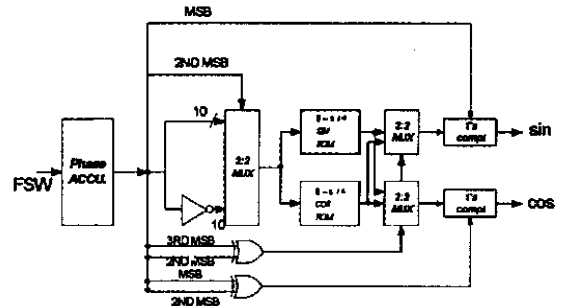 MSB
2ND MSB
10
Phase
ACCU.
FSW
2:2
MUX
10
SIN
ROM
COS
ROM
2:2
MUX
2:2
MUX
1's
compl
1's
compl
sin
cos
3RD MSB
2ND MSB
MSB
2ND MSB